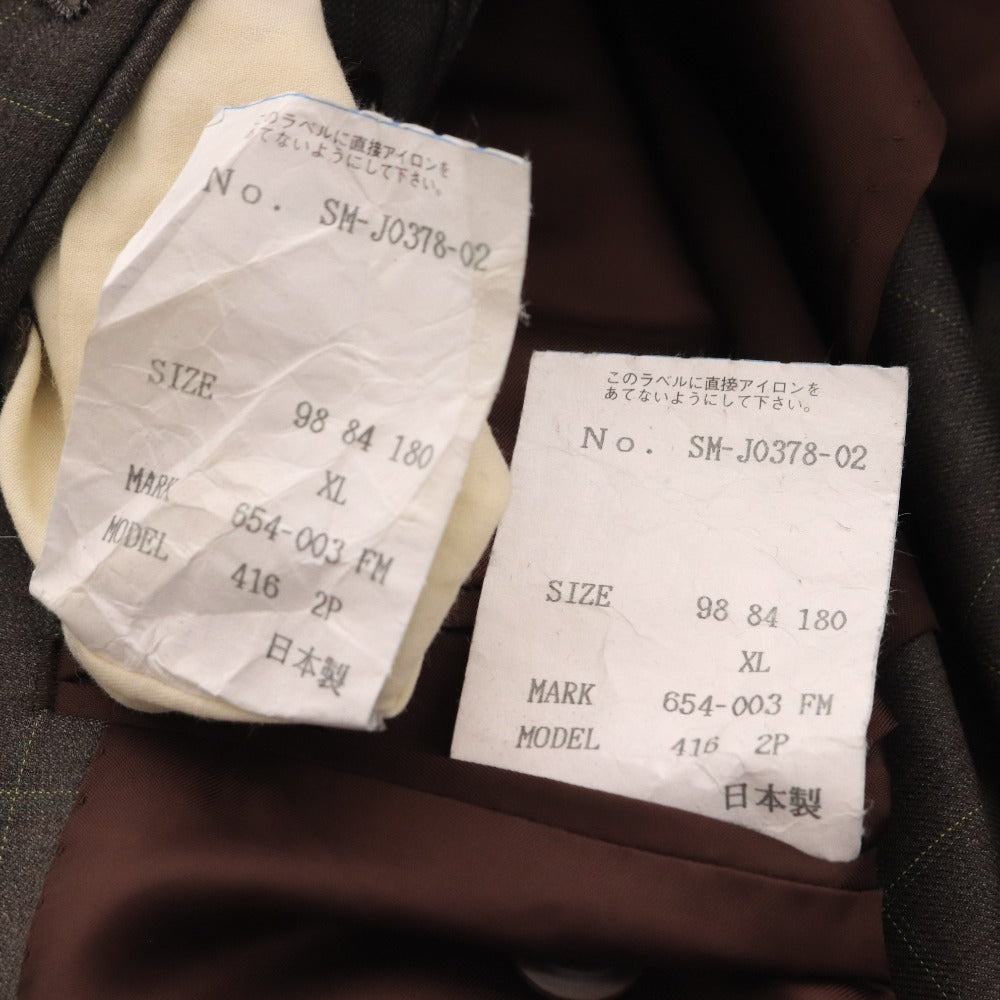 このラベルに直接アイロンを
あてないようにして下さい。
No. SM-J0378-02
SIZE 98 84 180
XL
MARK 654-003 FM
MODEL 416 2P
日本製
このラベルに直接アイロンを
あてないようにして下さい。
No. SM-J0378-02
SIZE 98 84 180
XL
MARK 654-003 FM
MODEL 416 2P
日本製